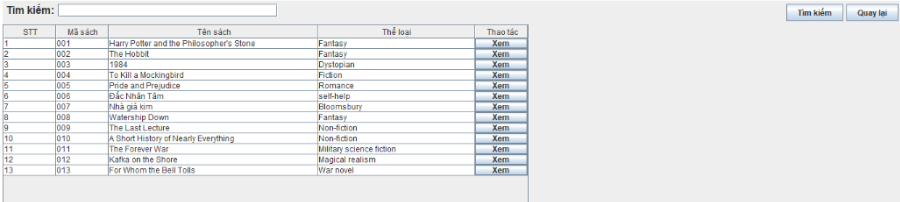 Tìm kiếm: Tìm kiếm Quay lại
STT Mã sách Tên sách Thể loại Thao tác
1 001 Harry Potter and the Philosopher's Stone Fantasy Xem
2 002 The Hobbit Fantasy Xem
3 003 1984 Dystopian Xem
4 004 To Kill a Mockingbird Fiction Xem
5 005 Pride and Prejudice Romance Xem
6 006 Đắc Nhân Tâm self-help Xem
7 007 Nhà giả kim Bloomsbury Xem
8 008 Watership Down Fantasy Xem
9 009 The Last Lecture Non-fiction Xem
10 010 A Short History of Nearly Everything Non-fiction Xem
11 011 The Forever War Military science fiction Xem
12 012 Kafka on the Shore Magical realism Xem
13 013 For Whom the Bell Tolls War novel Xem